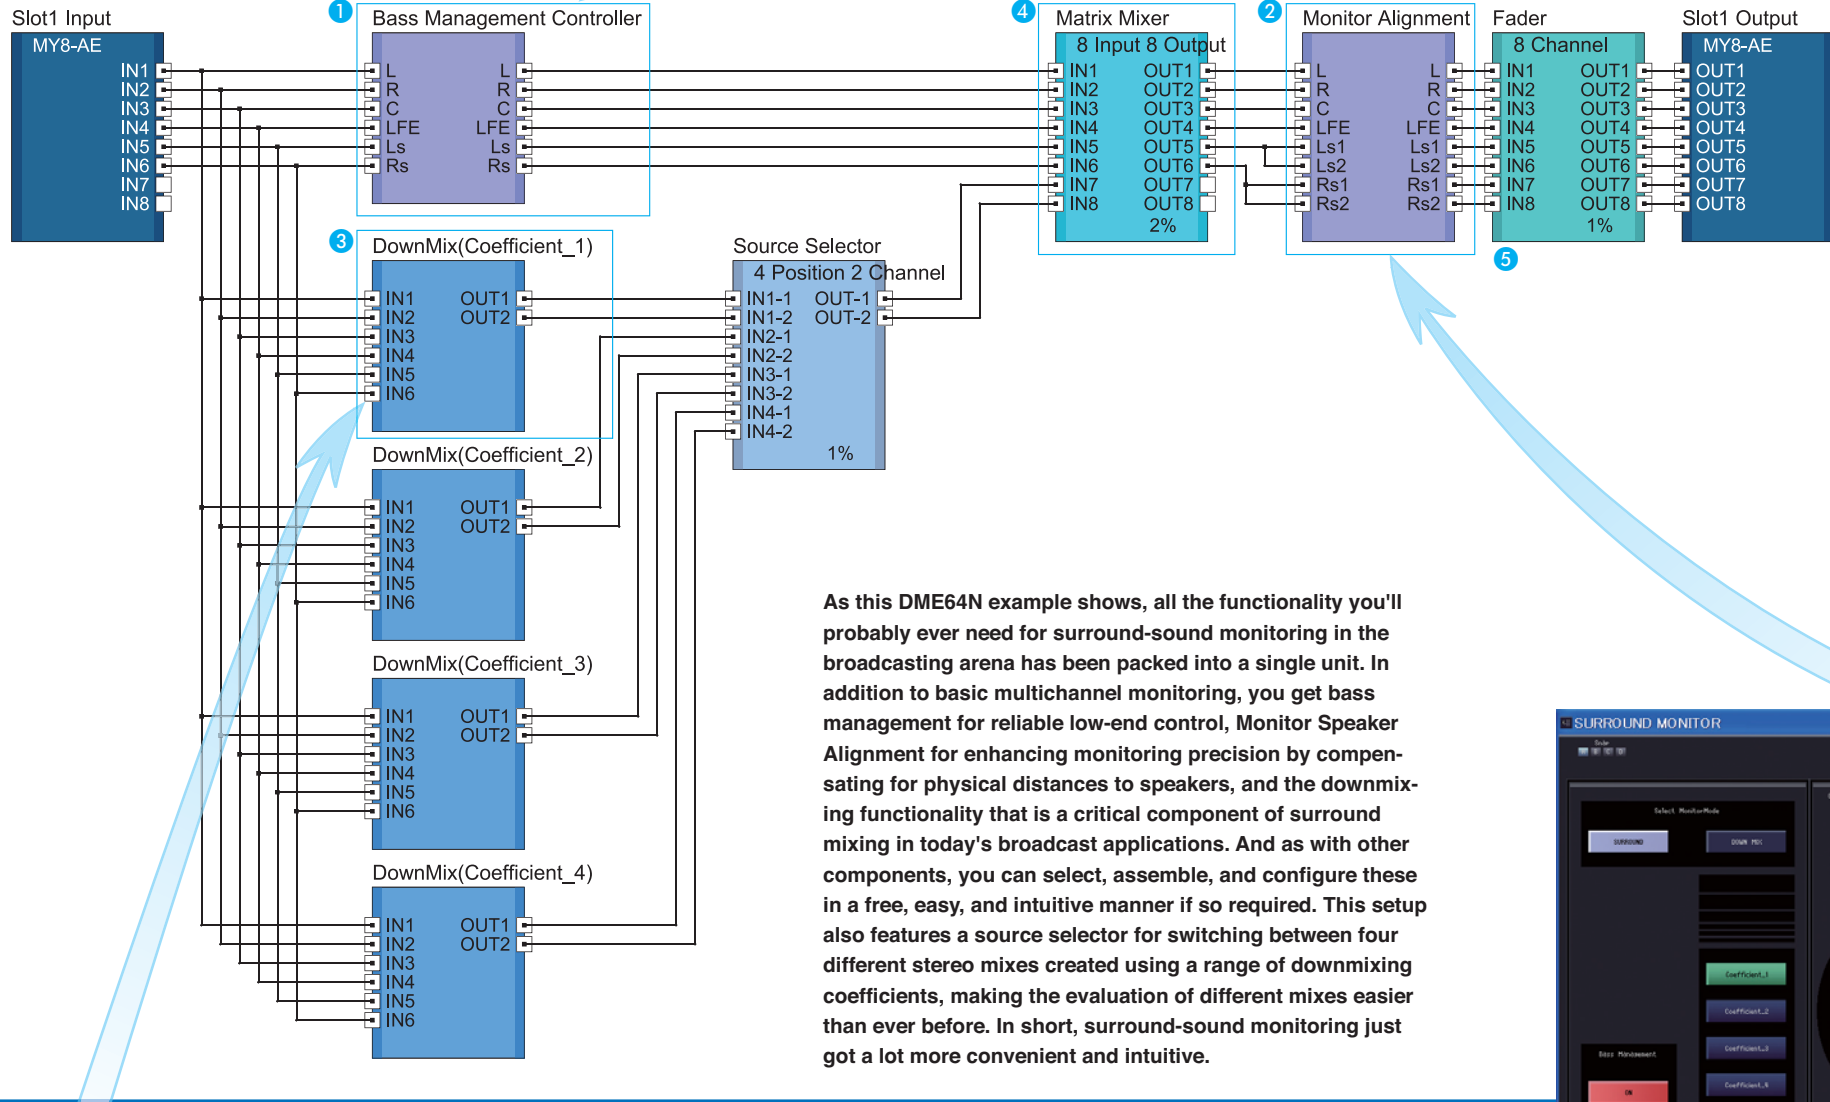 1
Bass Management Controller
4
Matrix Mixer
2
Monitor Alignment
Fader
Slot1 Output
Slot1 Input
MY8-AE
IN1
IN2
IN3
IN4
IN5
IN6
IN7
IN8
L L
R R
C C
LFE LFE
Ls Ls
Rs Rs
8 Input 8 Output
IN1 OUT1
IN2 OUT2
IN3 OUT3
IN4 OUT4
IN5 OUT5
IN6 OUT6
IN7 OUT7
IN8 OUT8
2%
L L
R R
C C
LFE LFE
Ls1 Ls1
Ls2 Ls2
Rs1 Rs1
Rs2 Rs2
8 Channel
IN1 OUT1
IN2 OUT2
IN3 OUT3
IN4 OUT4
IN5 OUT5
IN6 OUT6
IN7 OUT7
IN8 OUT8
1%
5
MY8-AE
OUT1
OUT2
OUT3
OUT4
OUT5
OUT6
OUT7
OUT8
3
DownMix(Coefficient_1)
IN1 OUT1
IN2 OUT2
IN3
IN4
IN5
IN6
Source Selector
4 Position 2 Channel
IN1-1 OUT-1
IN1-2 OUT-2
IN2-1
IN2-2
IN3-1
IN3-2
IN4-1
IN4-2
1%
DownMix(Coefficient_2)
IN1 OUT1
IN2 OUT2
IN3
IN4
IN5
IN6
DownMix(Coefficient_3)
IN1 OUT1
IN2 OUT2
IN3
IN4
IN5
IN6
DownMix(Coefficient_4)
IN1 OUT1
IN2 OUT2
IN3
IN4
IN5
IN6
As this DME64N example shows, all the functionality you'll
probably ever need for surround-sound monitoring in the
broadcasting arena has been packed into a single unit. In
addition to basic multichannel monitoring, you get bass
management for reliable low-end control, Monitor Speaker
Alignment for enhancing monitoring precision by compen-
sating for physical distances to speakers, and the downmix-
ing functionality that is a critical component of surround
mixing in today's broadcast applications. And as with other
components, you can select, assemble, and configure these
in a free, easy, and intuitive manner if so required. This setup
also features a source selector for switching between four
different stereo mixes created using a range of downmixing
coefficients, making the evaluation of different mixes easier
than ever before. In short, surround-sound monitoring just
got a lot more convenient and intuitive.
SURROUND MONITOR
Select MonitorMode
SURROUND
DOWN MIX
Coefficient_1
Coefficient_2
Coefficient_3
Coefficient_4
Bass Management
ON